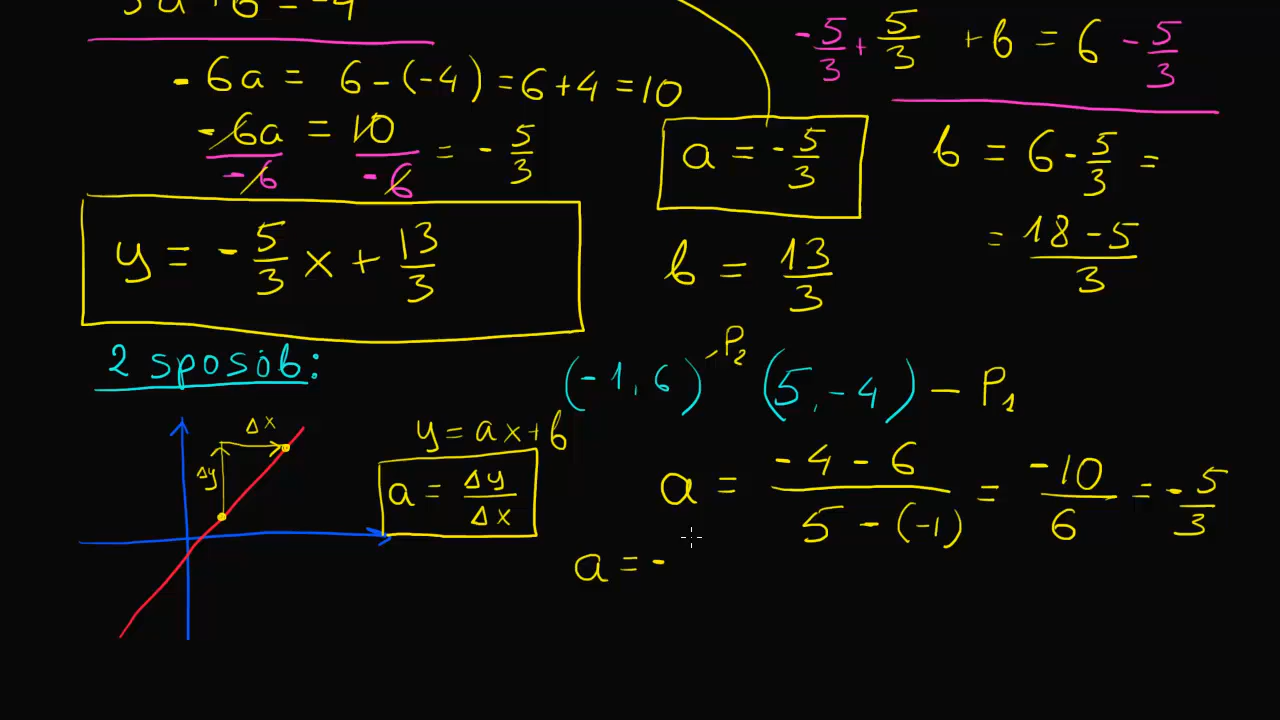 5a + b = -4
-6a = 6 - (-4) = 6 + 4 = 10
-6a/-6 = 10/-6 = -5/3
y = -5/3 x + 13/3
-5/3 + 5/3 + b = 6 - 5/3
a = -5/3
b = 6 - 5/3 =
= 18 - 5/3
b = 13/3
2 sposób:
(-1, 6) - P2 (5, -4) - P1
Δx
Δy
y = ax + b
a = Δy/Δx
a = -4 - 6/5 - (-1) = -10/6 = -5/3
a = -